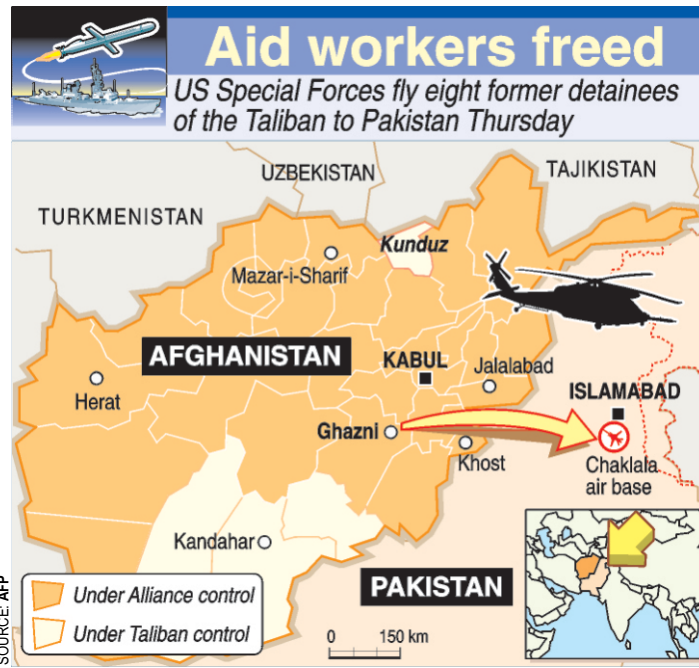 Aid workers freed
US Special Forces fly eight former detainees
of the Taliban to Pakistan Thursday
UZBEKISTAN
TAJIKISTAN
TURKMENISTAN
Kunduz
Mazar-i-Sharif
AFGHANISTAN
KABUL
Jalalabad
Herat
ISLAMABAD
Ghazni
Khost
Chaklala
air base
Kandahar
PAKISTAN
Under Alliance control
Under Taliban control
0 150 km
SOURCE: AFP